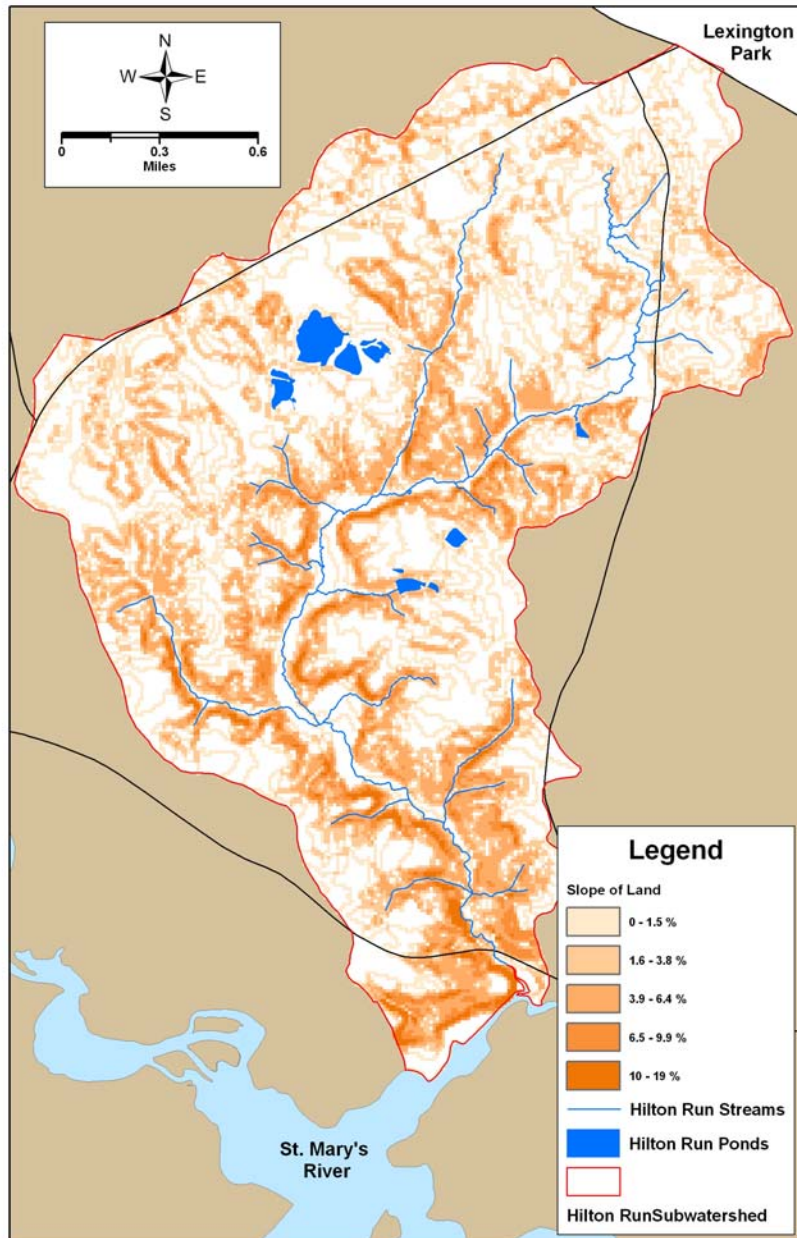 Lexington
Park
N
W E
S
0 0.3 0.6
Miles
Legend
Slope of Land
0 - 1.5 %
1.6 - 3.8 %
3.9 - 6.4 %
6.5 - 9.9 %
10 - 19 %
Hilton Run Streams
Hilton Run Ponds
Hilton RunSubwatershed
St. Mary's
River